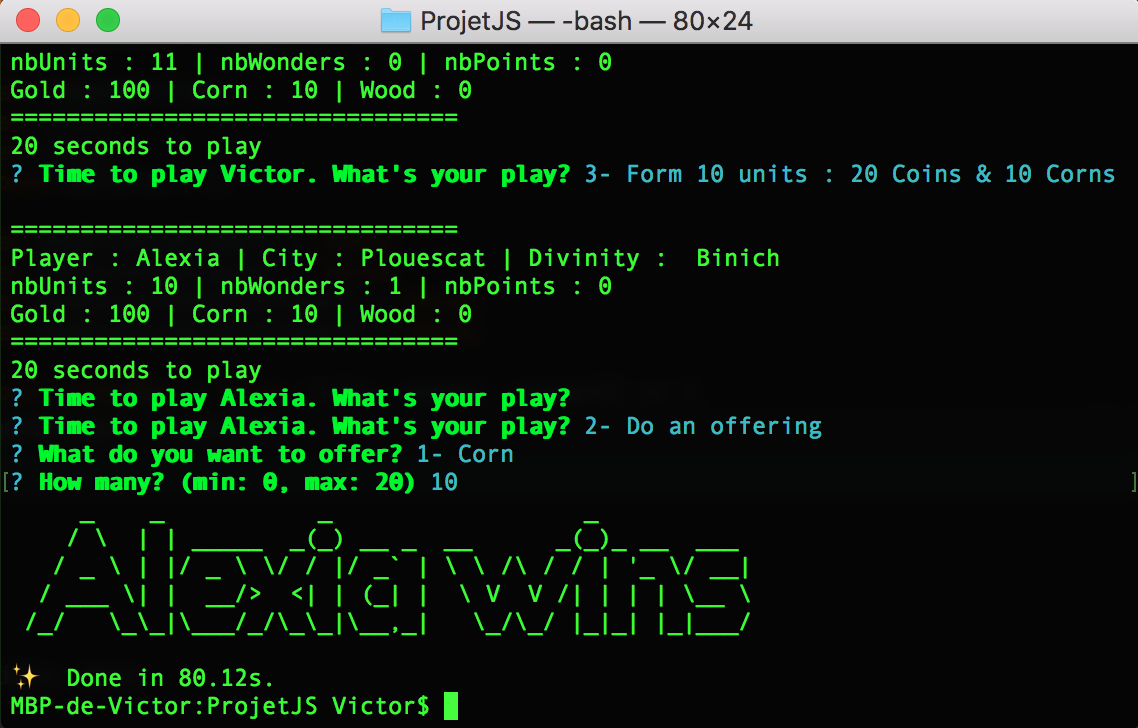 ProjetJS — -bash — 80×24
nbUnits : 11 | nbWonders : 0 | nbPoints : 0
Gold : 100 | Corn : 10 | Wood : 0
================================
20 seconds to play
? Time to play Victor. What's your play? 3- Form 10 units : 20 Coins & 10 Corns
================================
Player : Alexia | City : Plouescat | Divinity :  Binich
nbUnits : 10 | nbWonders : 1 | nbPoints : 0
Gold : 100 | Corn : 10 | Wood : 0
================================
20 seconds to play
? Time to play Alexia. What's your play?
? Time to play Alexia. What's your play? 2- Do an offering
? What do you want to offer? 1- Corn
[? How many? (min: 0, max: 20) 10 ]
Alexia wins
✨  Done in 80.12s.
MBP-de-Victor:ProjetJS Victor$